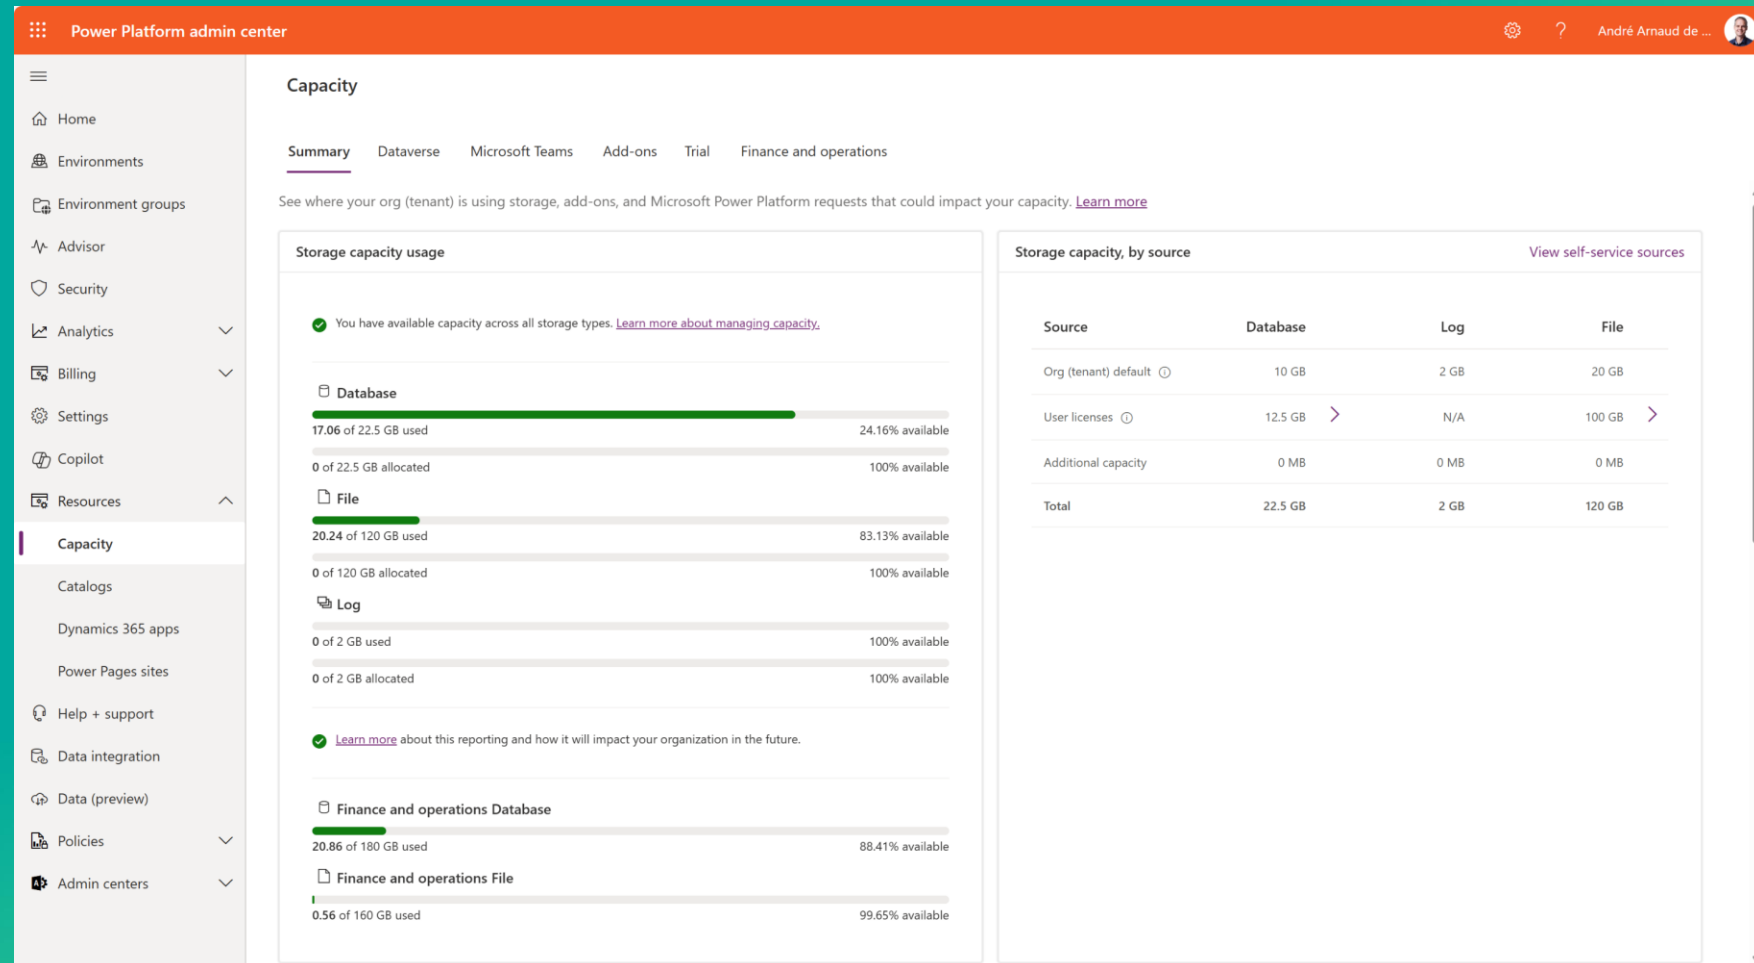 Power Platform admin center
André Arnaud de ...
Home
Environments
Environment groups
Advisor
Security
Analytics
Billing
Settings
Copilot
Resources
Capacity
Catalogs
Dynamics 365 apps
Power Pages sites
Help + support
Data integration
Data (preview)
Policies
Admin centers
Capacity
Summary Dataverse Microsoft Teams Add-ons Trial Finance and operations
See where your org (tenant) is using storage, add-ons, and Microsoft Power Platform requests that could impact your capacity. Learn more
Storage capacity usage
You have available capacity across all storage types. Learn more about managing capacity.
Database
17.06 of 22.5 GB used 24.16% available
0 of 22.5 GB allocated 100% available
File
20.24 of 120 GB used 83.13% available
0 of 120 GB allocated 100% available
Log
0 of 2 GB used 100% available
0 of 2 GB allocated 100% available
Learn more about this reporting and how it will impact your organization in the future.
Finance and operations Database
20.86 of 180 GB used 88.41% available
Finance and operations File
0.56 of 160 GB used 99.65% available
Storage capacity, by source View self-service sources
Source Database Log File
Org (tenant) default 10 GB 2 GB 20 GB
User licenses 12.5 GB N/A 100 GB
Additional capacity 0 MB 0 MB 0 MB
Total 22.5 GB 2 GB 120 GB